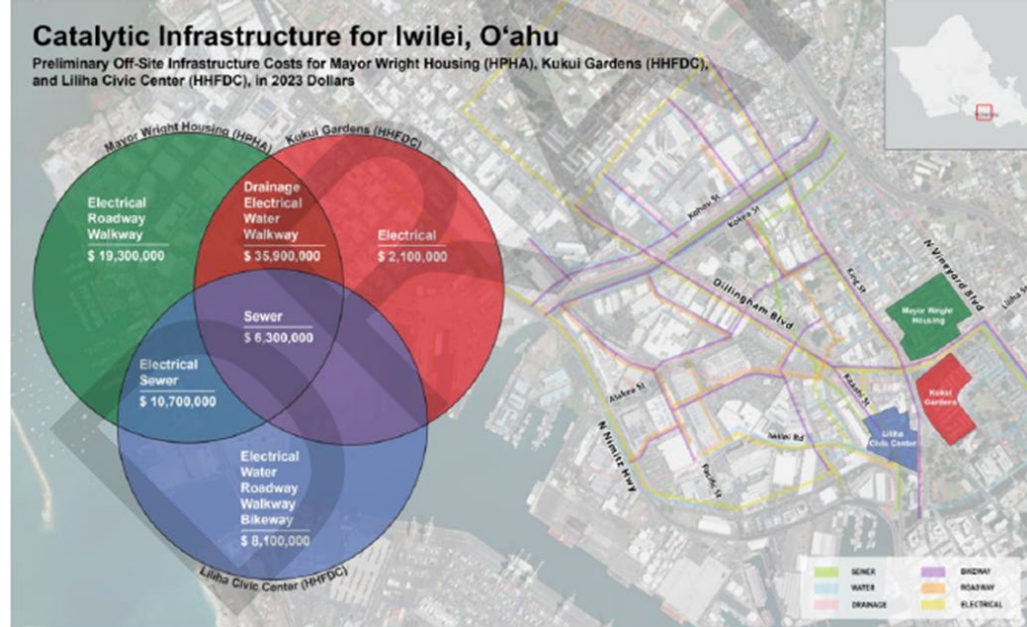 Catalytic Infrastructure for Iwilei, Oʻahu
Preliminary Off-Site Infrastructure Costs for Mayor Wright Housing (HPHA), Kukui Gardens (HHFDC),
and Liliha Civic Center (HHFDC), in 2023 Dollars
Mayor Wright Housing (HPHA)
Kukui Gardens (HHFDC)
Electrical
Roadway
Walkway
$ 19,300,000
Drainage
Electrical
Water
Walkway
$ 35,900,000
Electrical
$ 2,100,000
Sewer
$ 6,300,000
Electrical
Sewer
$ 10,700,000
Electrical
Water
Roadway
Walkway
Bikeway
$ 8,100,000
Liliha Civic Center (HHFDC)
Kohou St
Kokea St
King St
N Vineyard Blvd
Liliha St
Dillingham Blvd
Mayor Wright
Housing
Kukui
Gardens
Kaaahi St
Liliha
Civic Center
Alakea St
Iwilei Rd
N Nimitz Hwy
Pacific St
SEWER
WATER
DRAINAGE
BIKEWAY
ROADWAY
ELECTRICAL